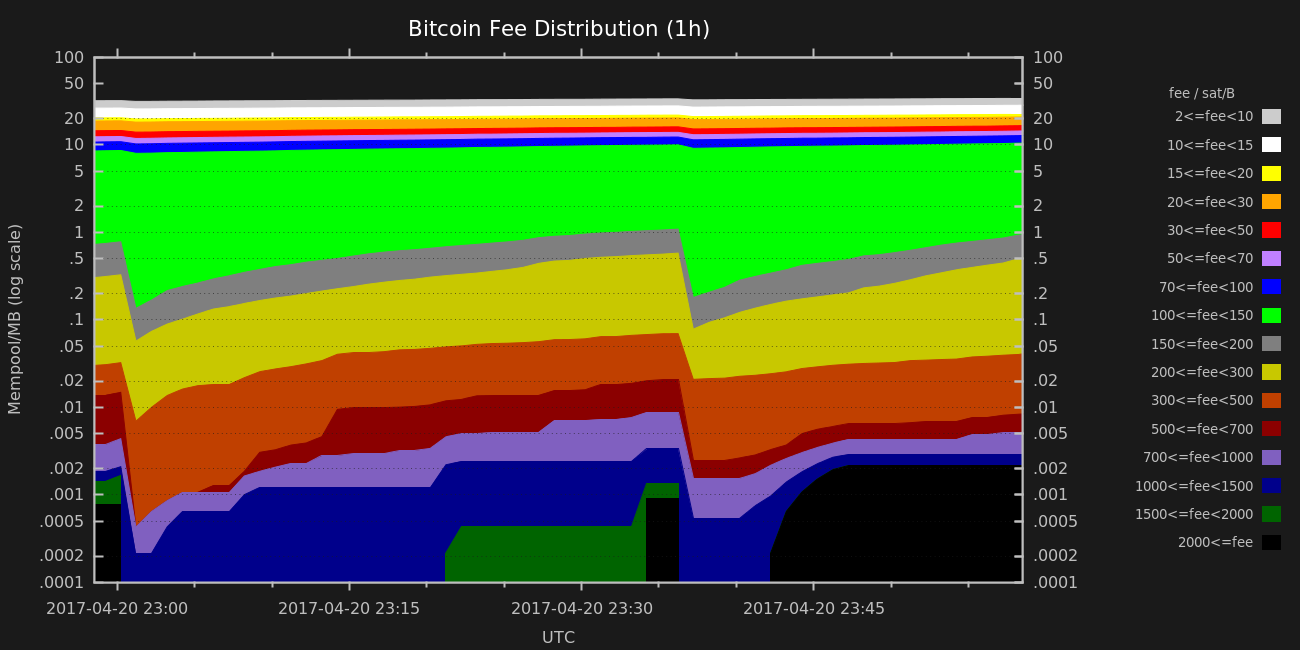 Bitcoin Fee Distribution (1h)
Mempool/MB (log scale)
100
50
20
10
5
2
1
.5
.2
.1
.05
.02
.01
.005
.002
.001
.0005
.0002
.0001
100
50
20
10
5
2
1
.5
.2
.1
.05
.02
.01
.005
.002
.001
.0005
.0002
.0001
2017-04-20 23:00 2017-04-20 23:15 2017-04-20 23:30 2017-04-20 23:45
UTC
fee / sat/B
2<=fee<10
10<=fee<15
15<=fee<20
20<=fee<30
30<=fee<50
50<=fee<70
70<=fee<100
100<=fee<150
150<=fee<200
200<=fee<300
300<=fee<500
500<=fee<700
700<=fee<1000
1000<=fee<1500
1500<=fee<2000
2000<=fee